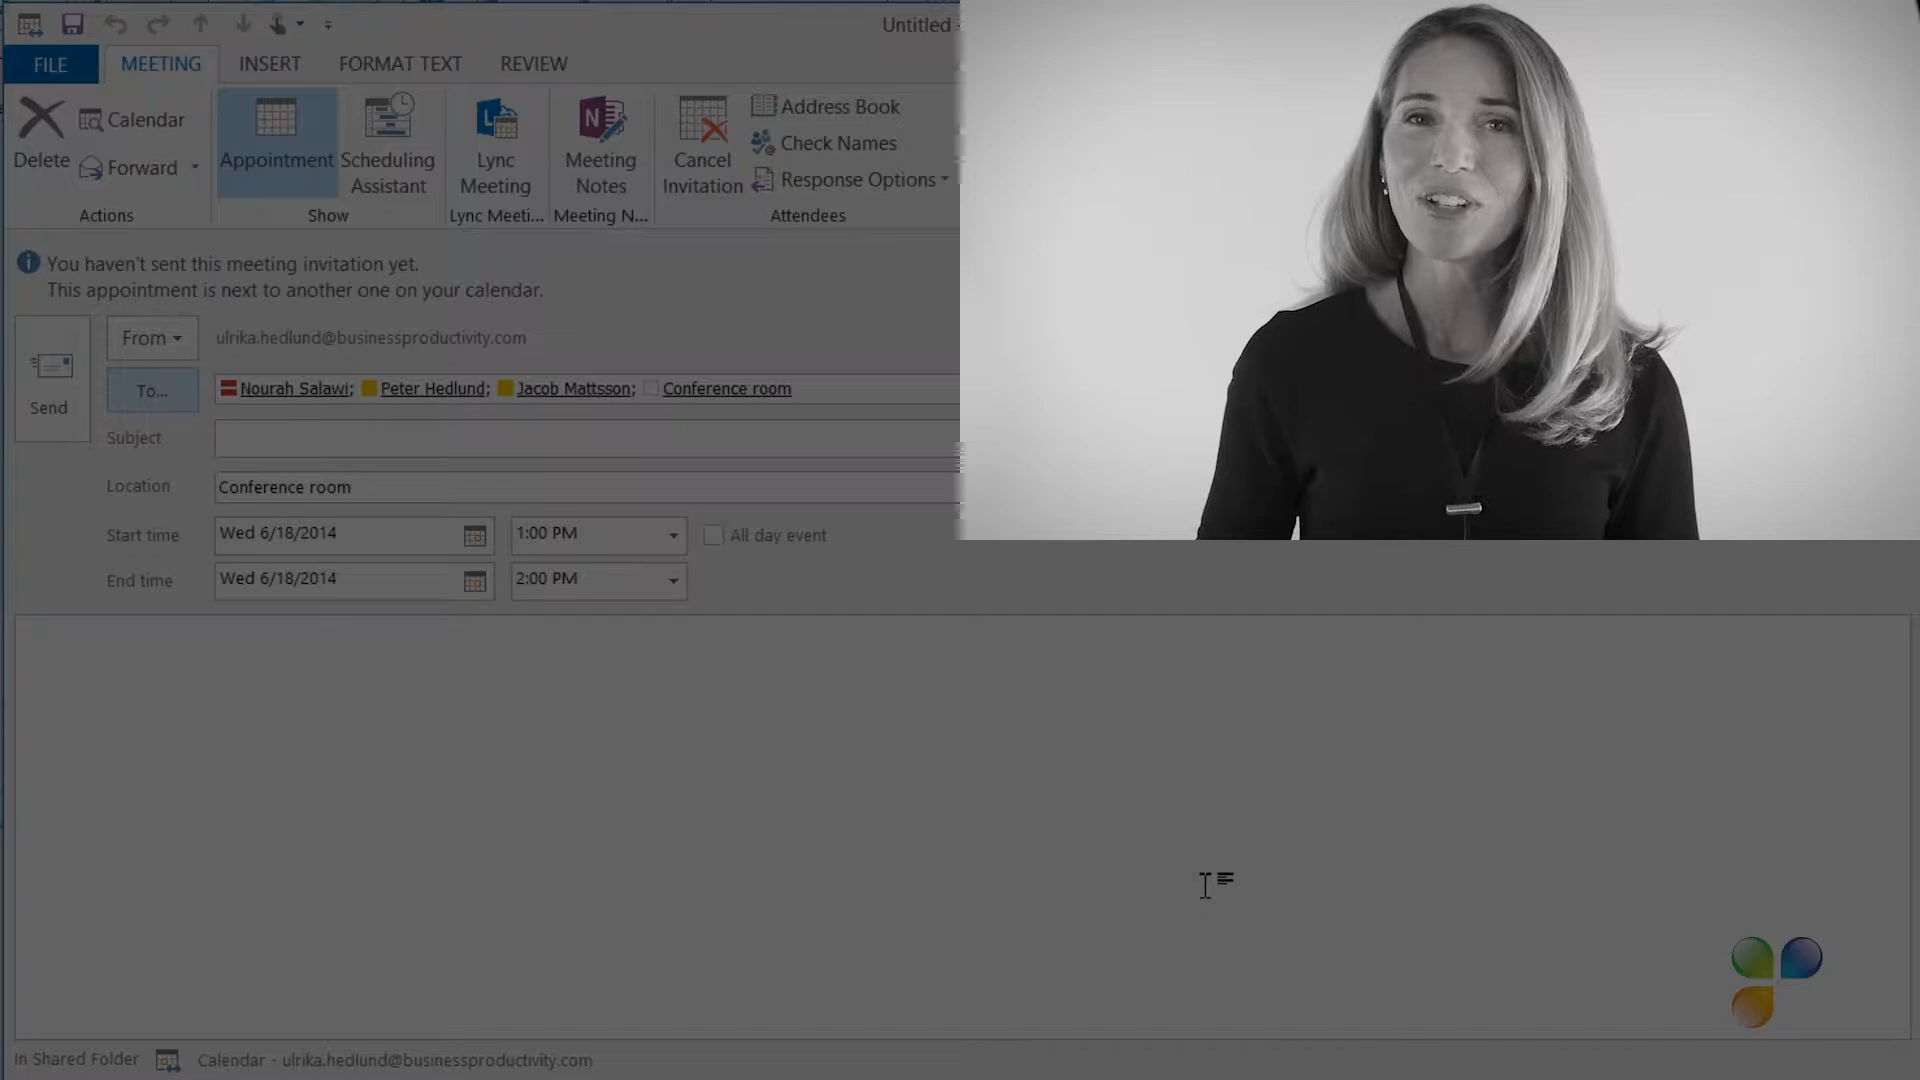 Untitled -
FILE MEETING INSERT FORMAT TEXT REVIEW
Delete
Calendar
Forward
Actions
Appointment
Scheduling
Assistant
Show
Lync
Meeting
Lync Meeti...
Meeting
Notes
Meeting N...
Cancel
Invitation
Address Book
Check Names
Response Options
Attendees
You haven't sent this meeting invitation yet.
This appointment is next to another one on your calendar.
Send
From ulrika.hedlund@businessproductivity.com
To... Nourah Salawi; Peter Hedlund; Jacob Mattsson; Conference room
Subject
Location Conference room
Start time Wed 6/18/2014 1:00 PM All day event
End time Wed 6/18/2014 2:00 PM
In Shared Folder Calendar - ulrika.hedlund@businessproductivity.com